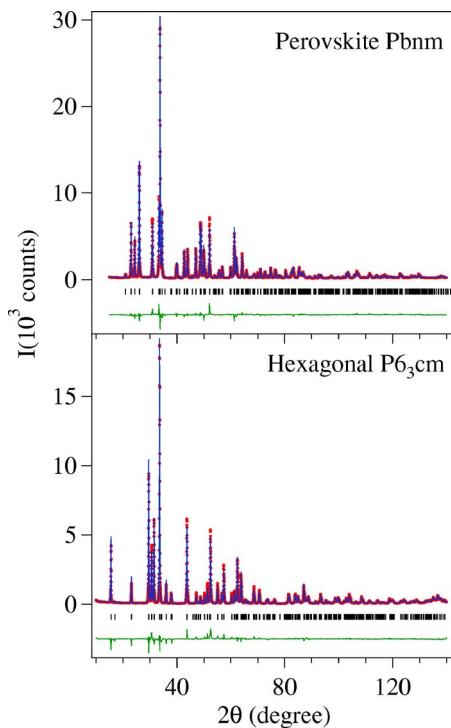 Perovskite Pbnm
30
20
10
0
I(10³ counts)
Hexagonal P6₃cm
15
10
5
0
40
80
120
2θ (degree)